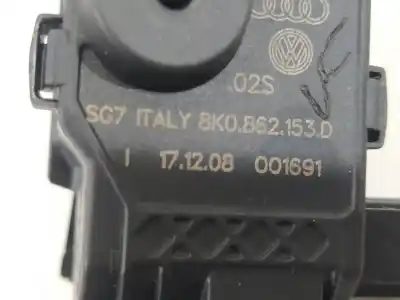 .02S
SG7 ITALY 8K0.862.153.D
I 17.12.08 001691